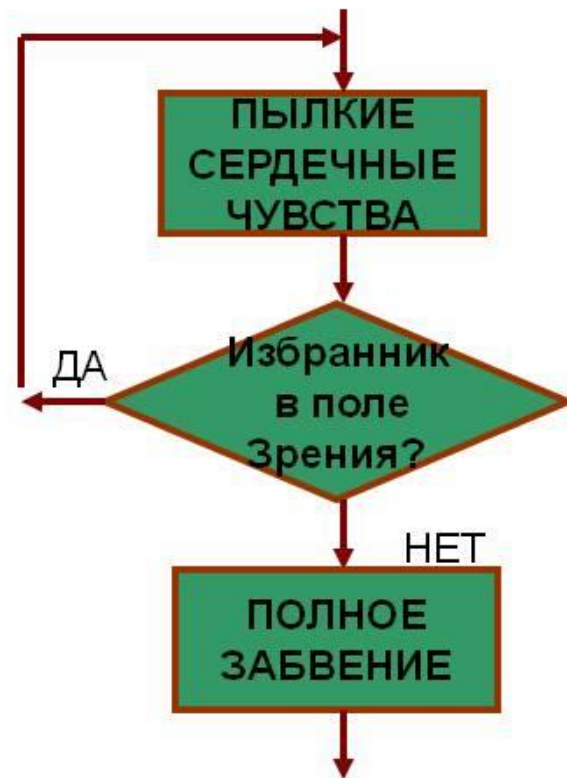 ПЫЛКИЕ
СЕРДЕЧНЫЕ
ЧУВСТВА
Избранник
в поле
Зрения?
ДА
НЕТ
ПОЛНОЕ
ЗАБВЕНИЕ